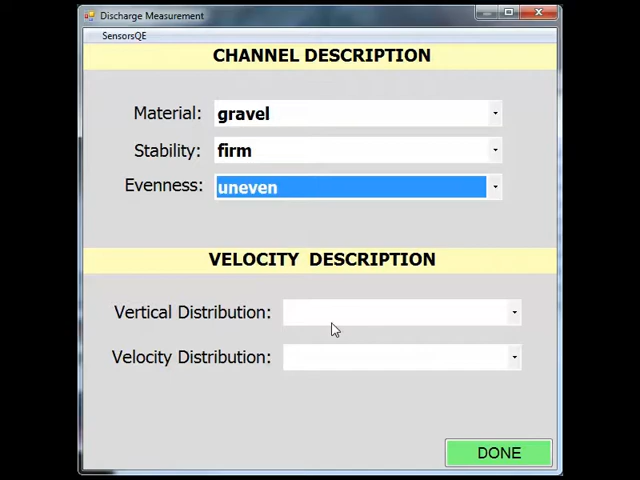 Discharge Measurement
SensorsQE
CHANNEL DESCRIPTION
Material: gravel
Stability: firm
Evenness: uneven
VELOCITY DESCRIPTION
Vertical Distribution:
Velocity Distribution:
DONE